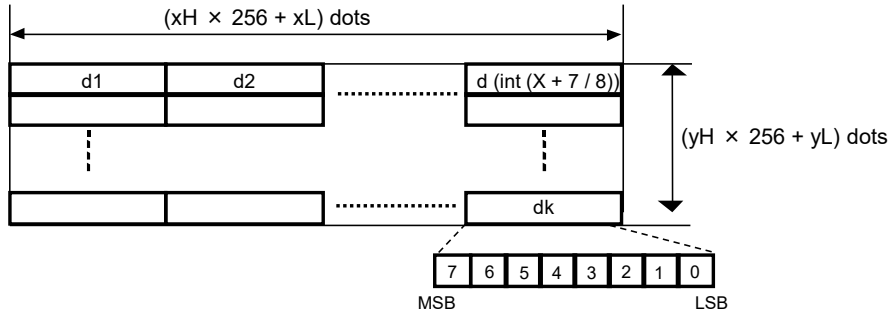 (xH × 256 + xL) dots
d1 d2 d (int (X + 7 / 8))
(yH × 256 + yL) dots
dk
7 6 5 4 3 2 1 0
MSB LSB